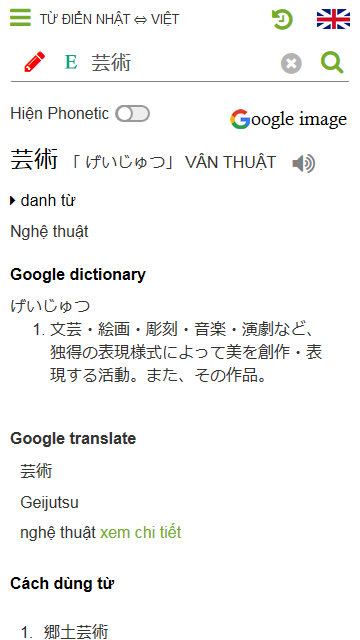 TỪ ĐIỂN NHẬT ⇔ VIỆT
E 芸術
Hiện Phonetic
Google image
芸術 「 げいじゅつ」 VÂN THUẬT
danh từ
Nghệ thuật
Google dictionary
げいじゅつ
1. 文芸・絵画・彫刻・音楽・演劇など、
独得の表現様式によって美を創作・表
現する活動。また、その作品。
Google translate
芸術
Geijutsu
nghệ thuật xem chi tiết
Cách dùng từ
1. 郷土芸術